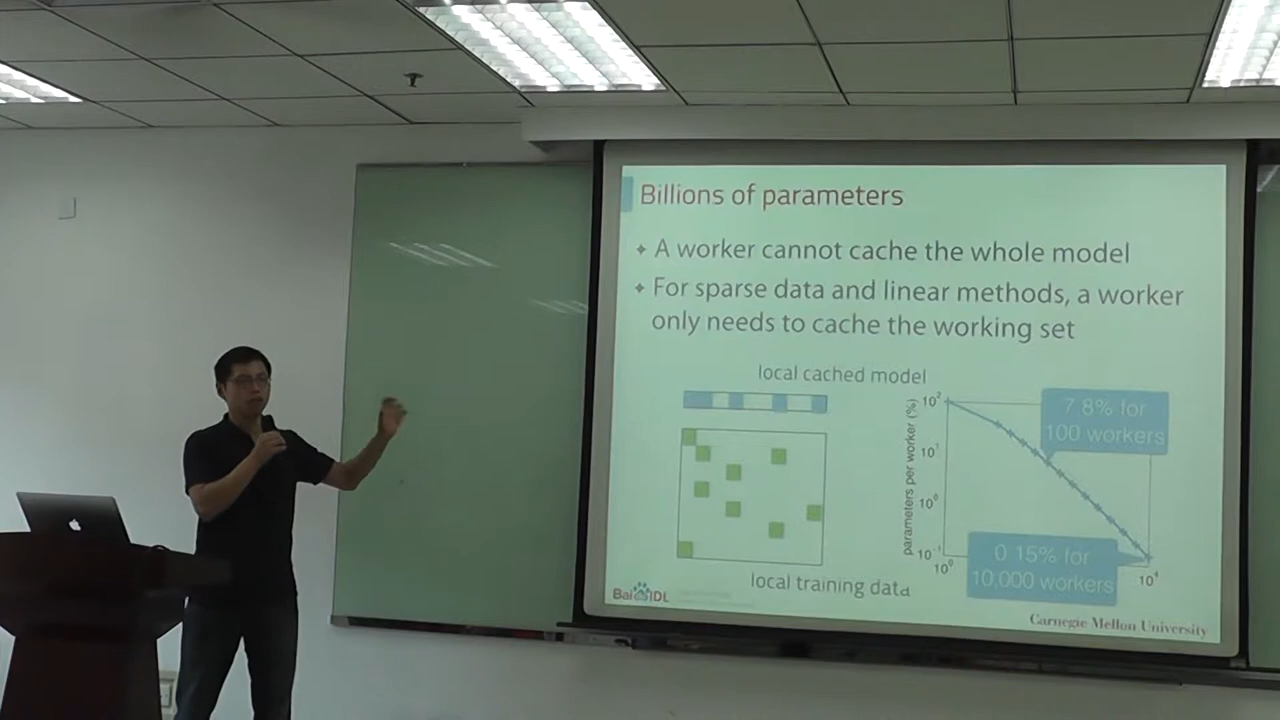 Billions of parameters
A worker cannot cache the whole model
For sparse data and linear methods, a worker
only needs to cache the working set
local cached model
parameters per worker (%)
10²
10¹
10⁰
10⁻¹
10⁰
10⁴
7 8% for
100 workers
0 15% for
10,000 workers
local training data
Bai IDL
Carnegie Mellon University